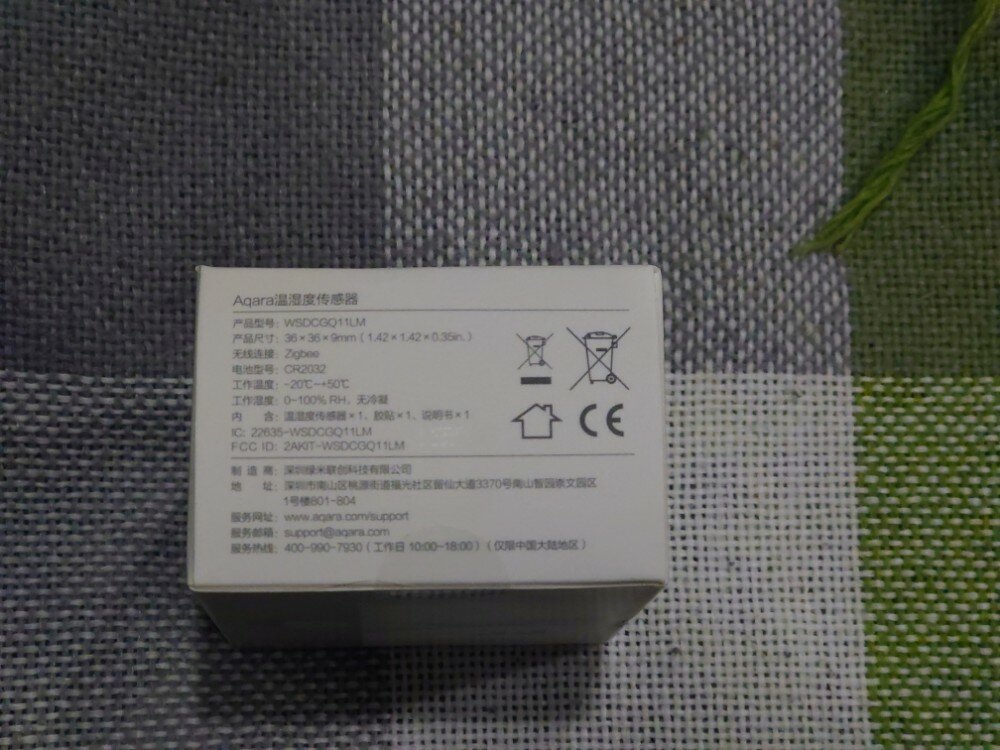 Aqara温湿度传感器
产品型号: WSDCGQ11LM
产品尺寸: 36×36×9mm（1.42×1.42×0.35in.）
无线连接: Zigbee
电池型号: CR2032
工作温度: -20℃~+50℃
工作湿度: 0~100% RH，无冷凝
内　含: 温湿度传感器×1、胶贴×1、说明书×1
IC: 22635-WSDCGQ11LM
FCC ID: 2AKIT-WSDCGQ11LM
制 造 商: 深圳绿米联创科技有限公司
地　址: 深圳市南山区桃源街道福光社区留仙大道3370号南山智园崇文园区
1号楼801-804
服务网址: www.aqara.com/support
服务邮箱: support@aqara.com
服务热线: 400-990-7930（工作日 10:00-18:00）（仅限中国大陆地区）
CE